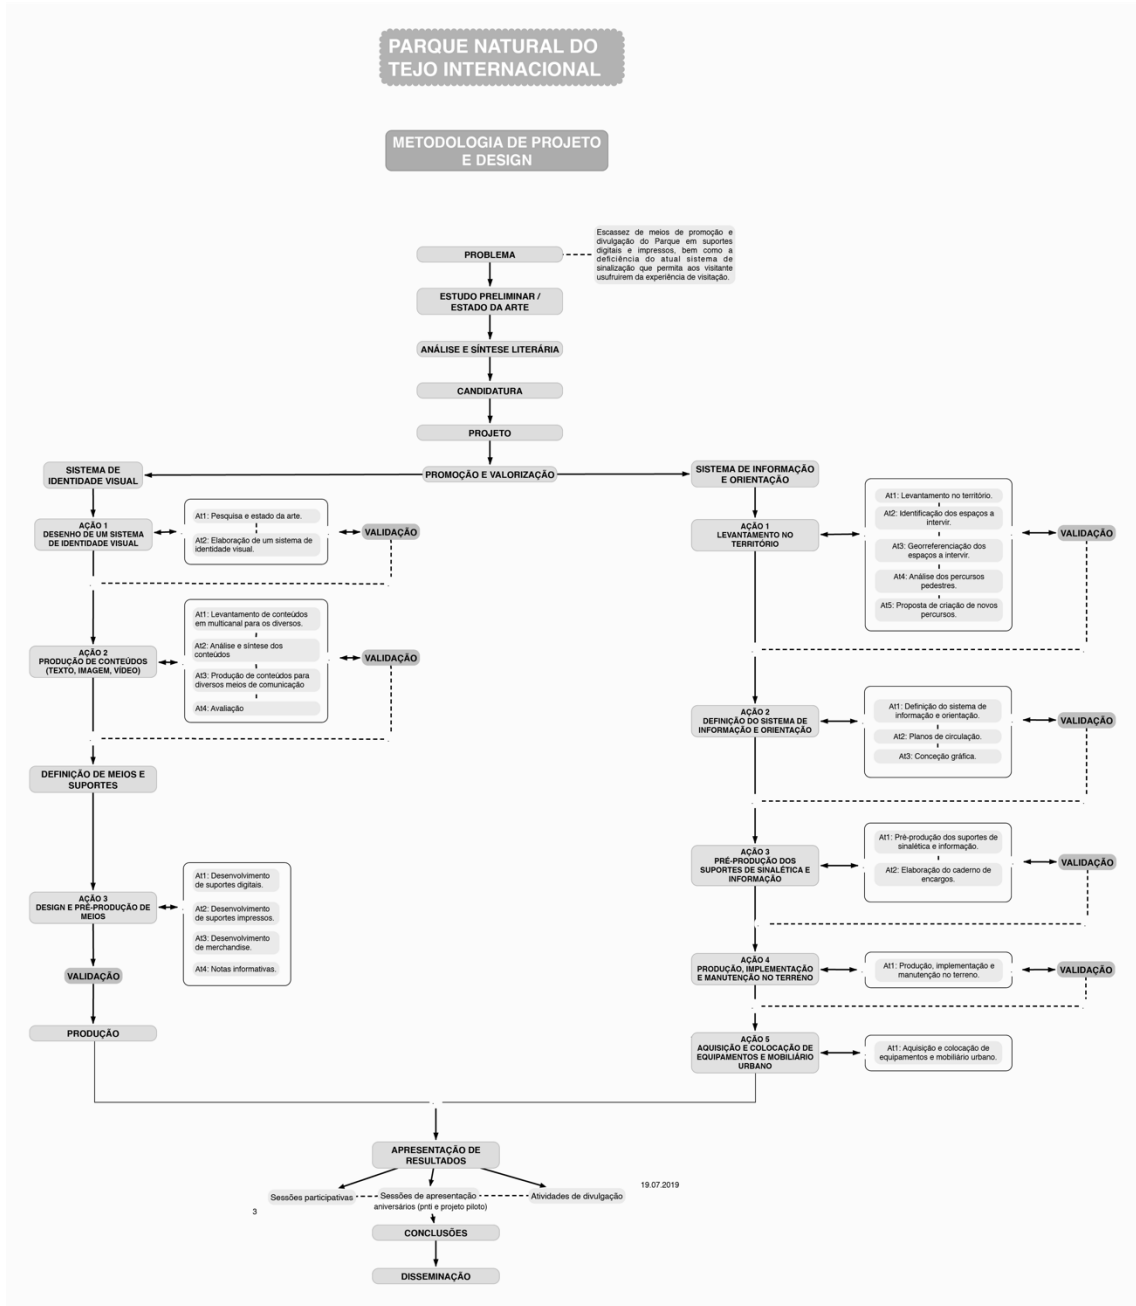 PARQUE NATURAL DO
TEJO INTERNACIONAL
METODOLOGIA DE PROJETO
E DESIGN
PROBLEMA
Escassez de meios de promoção e
divulgação do Parque em suportes
digitais e impressos, bem como a
deficiência do atual sistema de
sinalização que permita aos visitante
usufruirem da experiência de visitação.
ESTUDO PRELIMINAR /
ESTADO DA ARTE
ANÁLISE E SÍNTESE LITERÁRIA
CANDIDATURA
PROJETO
PROMOÇÃO E VALORIZAÇÃO
SISTEMA DE
IDENTIDADE VISUAL
AÇÃO 1
DESENHO DE UM SISTEMA
DE IDENTIDADE VISUAL
At1: Pesquisa e estado da arte.
At2: Elaboração de um sistema de
identidade visual.
VALIDAÇÃO
AÇÃO 2
PRODUÇÃO DE CONTEÚDOS
(TEXTO, IMAGEM, VÍDEO)
At1: Levantamento de conteúdos
em multicanal para os diversos.
At2: Análise e síntese dos
conteúdos
At3: Produção de conteúdos para
diversos meios de comunicação
At4: Avaliação
VALIDAÇÃO
DEFINIÇÃO DE MEIOS E
SUPORTES
AÇÃO 3
DESIGN E PRÉ-PRODUÇÃO DE
MEIOS
At1: Desenvolvimento
de suportes digitais.
At2: Desenvolvimento
de suportes impressos.
At3: Desenvolvimento
de merchandise.
At4: Notas informativas.
VALIDAÇÃO
PRODUÇÃO
SISTEMA DE INFORMAÇÃO
E ORIENTAÇÃO
AÇÃO 1
LEVANTAMENTO NO
TERRITÓRIO
At1: Levantamento no território.
At2: Identificação dos espaços a
intervir.
At3: Georreferenciação dos
espaços a intervir.
At4: Análise dos percursos
pedestres.
At5: Proposta de criação de novos
percursos.
VALIDAÇÃO
AÇÃO 2
DEFINIÇÃO DO SISTEMA DE
INFORMAÇÃO E ORIENTAÇÃO
At1: Definição do sistema de
informação e orientação.
At2: Planos de circulação.
At3: Conceção gráfica.
VALIDAÇÃO
AÇÃO 3
PRÉ-PRODUÇÃO DOS
SUPORTES DE SINALÉTICA E
INFORMAÇÃO
At1: Pré-produção dos suportes de
sinalética e informação.
At2: Elaboração do caderno de
encargos.
VALIDAÇÃO
AÇÃO 4
PRODUÇÃO, IMPLEMENTAÇÃO
E MANUTENÇÃO NO TERRENO
At1: Produção, implementação e
manutenção no terreno.
VALIDAÇÃO
AÇÃO 5
AQUISIÇÃO E COLOCAÇÃO DE
EQUIPAMENTOS E MOBILIÁRIO
URBANO
At1: Aquisição e colocação de
equipamentos e mobiliário urbano.
APRESENTAÇÃO DE
RESULTADOS
19.07.2019
Sessões participativas
Sessões de apresentação
aniversários (pnti e projeto piloto)
Atividades de divulgação
3
CONCLUSÕES
DISSEMINAÇÃO